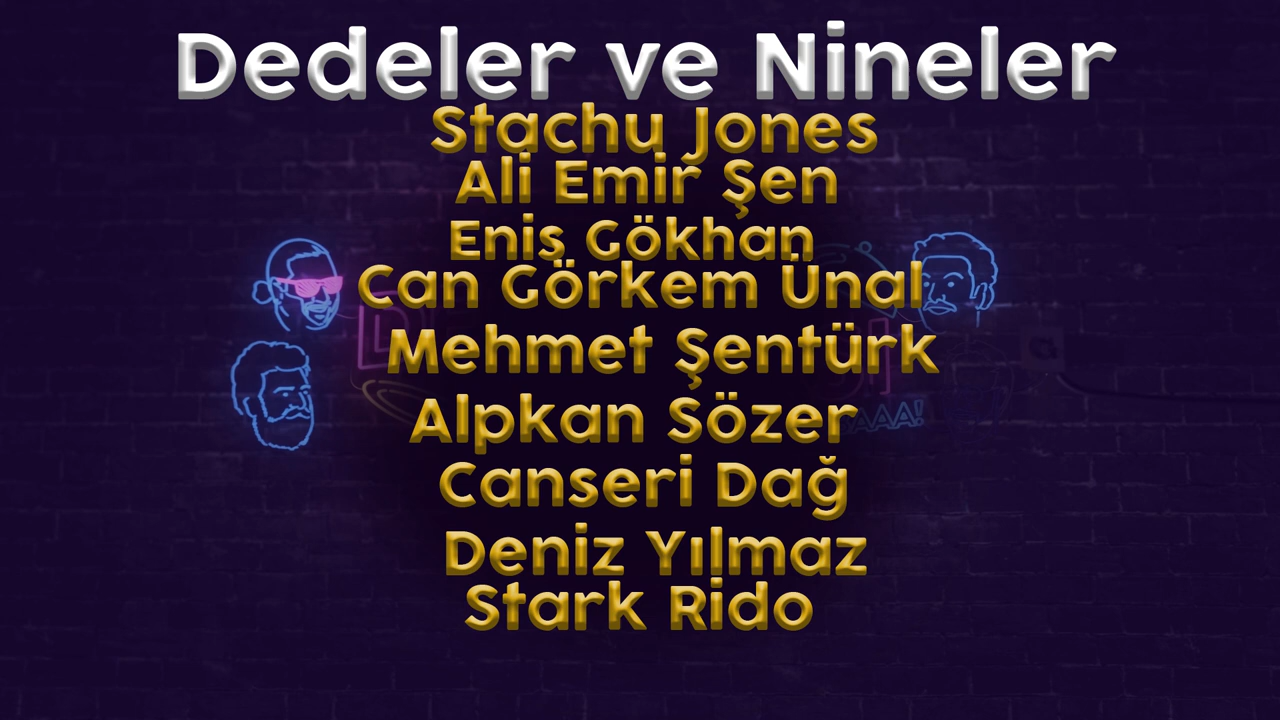 Dedeler ve Nineler
Stachu Jones
Ali Emir Şen
Enis Gökhan
Can Görkem Ünal
Mehmet Şentürk
Alpkan Sözer
Canseri Dağ
Deniz Yılmaz
Stark Rido